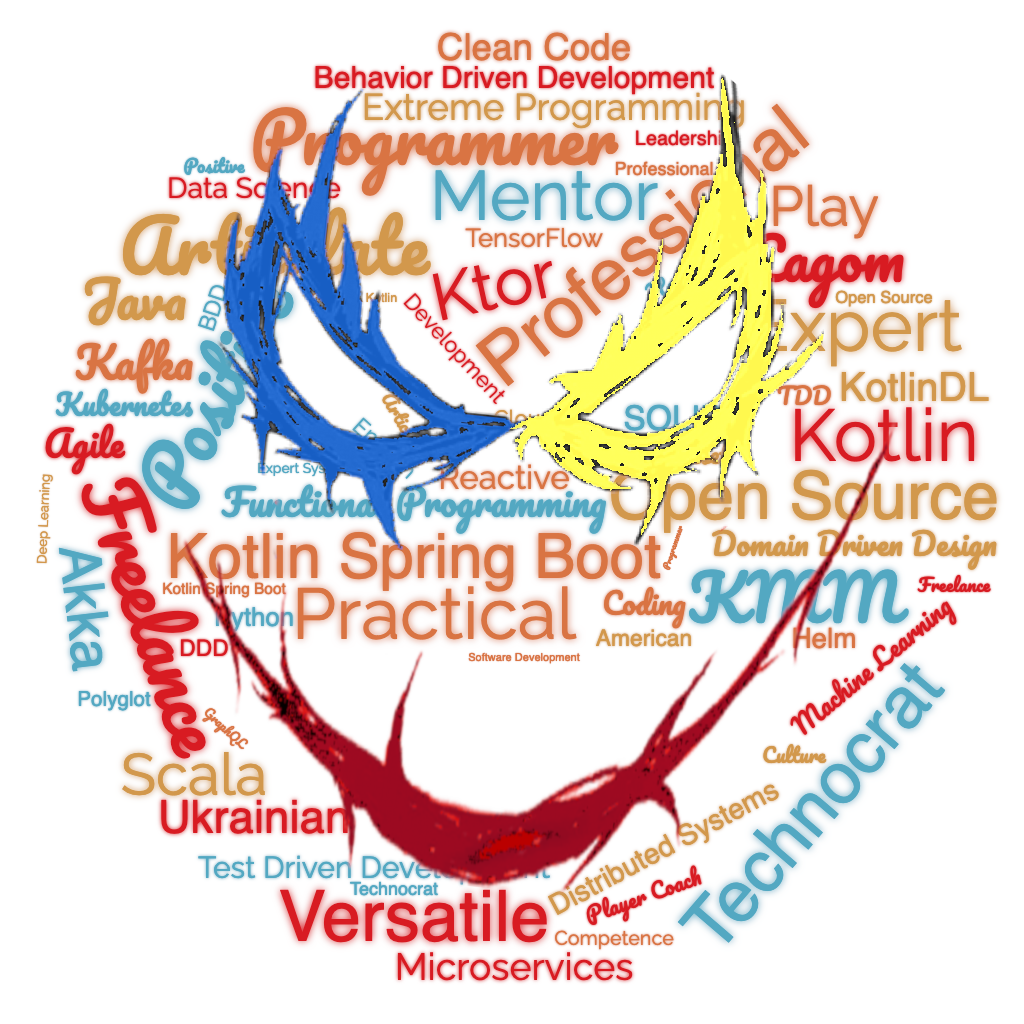 Clean Code
Behavior Driven Development
Extreme Programming
Programmer
Leadership
Positive
Professional
Data Science
Mentor
Professional
Play
TensorFlow
Articulate
Ktor
Lagom
Java
BDD
Kotlin
Open Source
Development
Expert
Kafka
Positive
TDD
KotlinDL
Kubernetes
SOLID
Agile
Kotlin
Expert Sys
Reactive
Deep Learning
Functional Programming
Open Source
Freelance
Kotlin Spring Boot
Domain Driven Design
Akka
Kotlin Spring Boot
Python
Practical
Coding
KMM
Freelance
American
Helm
DDD
Software Development
Machine Learning
Polyglot
GraphQL
Technocrat
Scala
Culture
Ukrainian
Distributed Systems
Test Driven Development
Technocrat
Player Coach
Versatile
Competence
Microservices